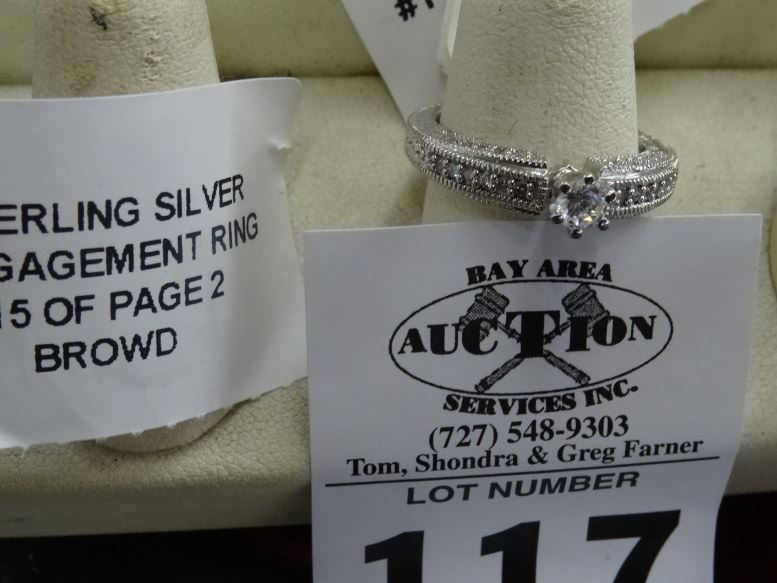 ERLING SILVER
GAGEMENT RING
15 OF PAGE 2
BROWD
BAY AREA
AUCTION
SERVICES INC.
(727) 548-9303
Tom, Shondra & Greg Farner
LOT NUMBER
117